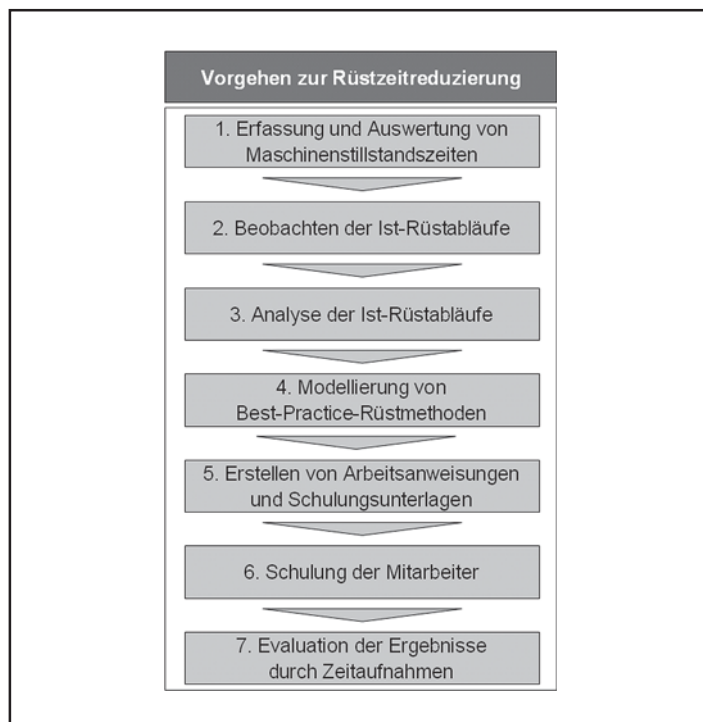 Vorgehen zur Rüstzeitreduzierung
1. Erfassung und Auswertung von
Maschinenstillstandszeiten
2. Beobachten der Ist-Rüstabläufe
3. Analyse der Ist-Rüstabläufe
4. Modellierung von
Best-Practice-Rüstmethoden
5. Erstellen von Arbeitsanweisungen
und Schulungsunterlagen
6. Schulung der Mitarbeiter
7. Evaluation der Ergebnisse
durch Zeitaufnahmen